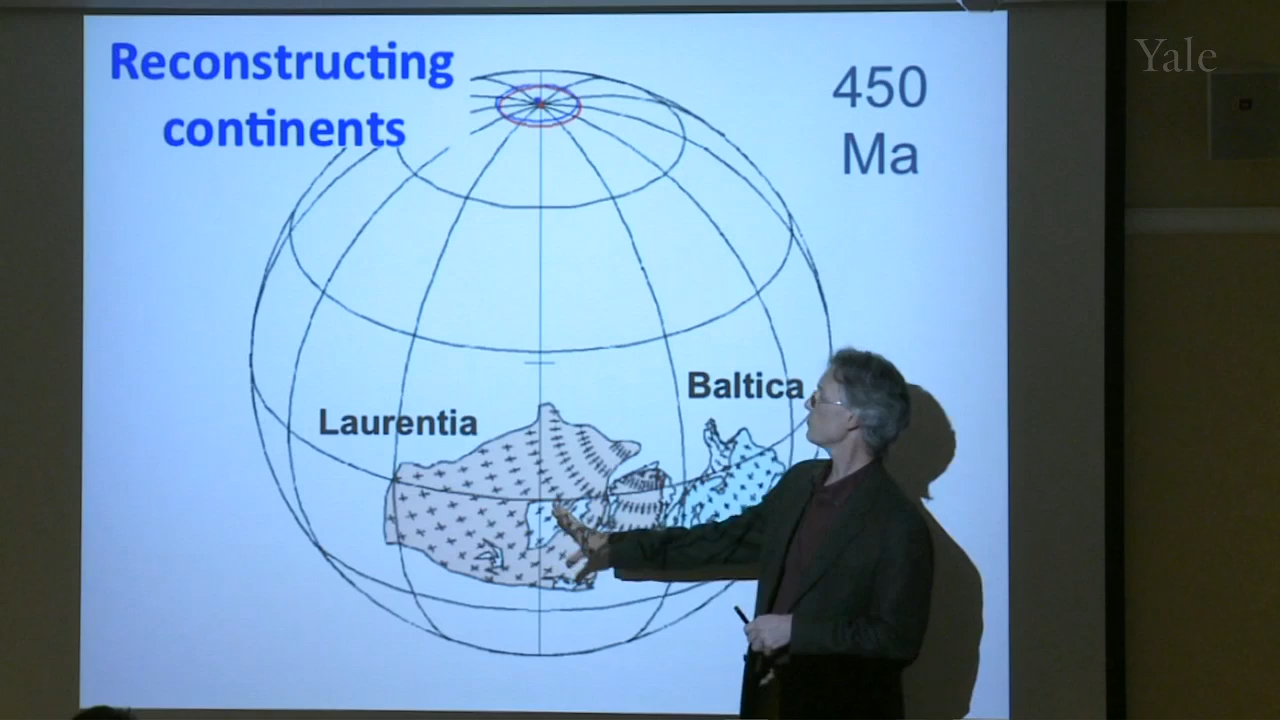 Reconstructing
continents
450
Ma
Yale
Laurentia
Baltica